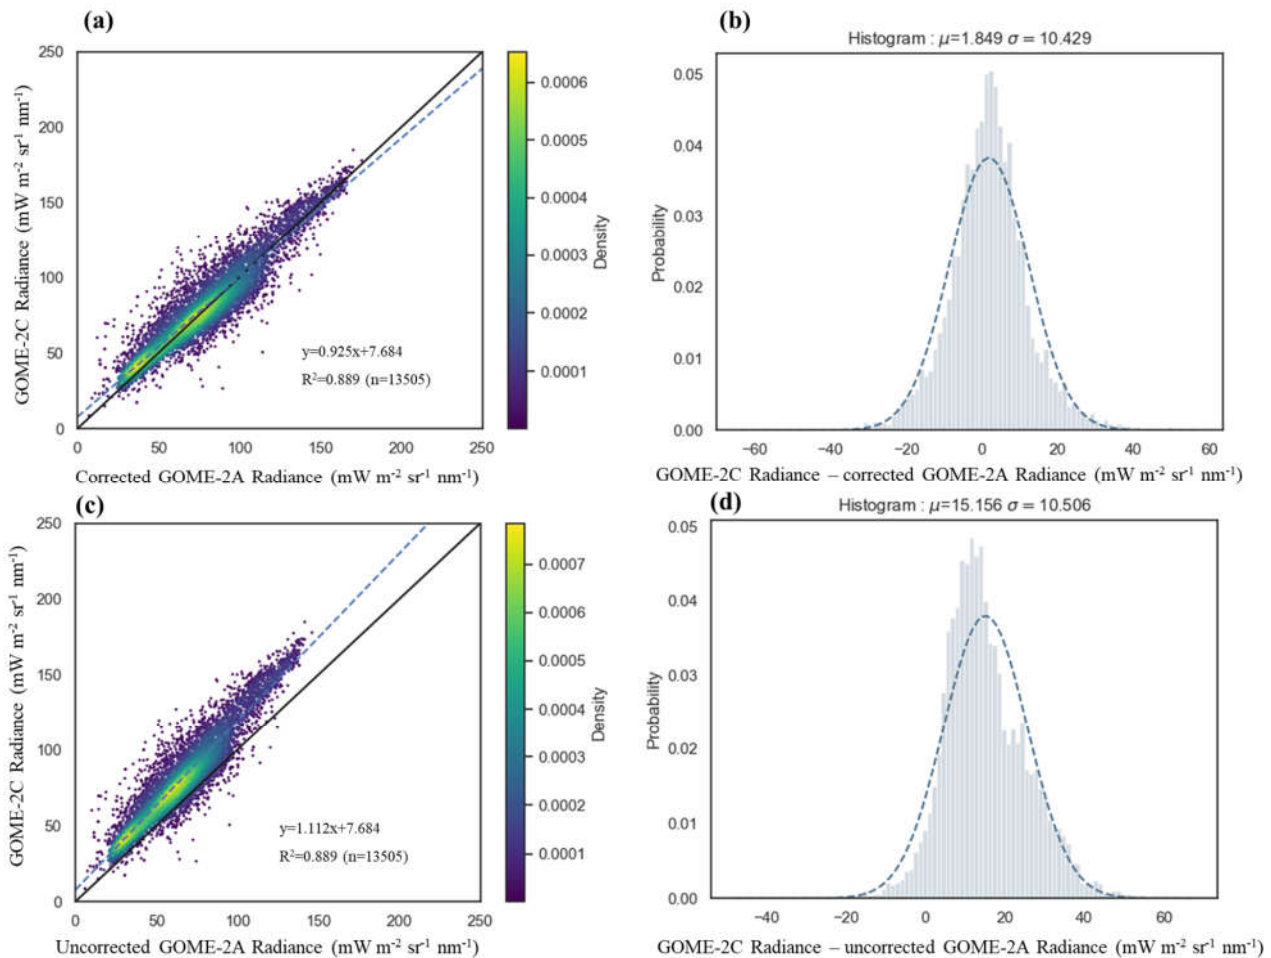 (a)
250
200
150
100
50
0
0 50 100 150 200 250
GOME-2C Radiance (mW m⁻² sr⁻¹ nm⁻¹)
y=0.925x+7.684
R²=0.889 (n=13505)
Corrected GOME-2A Radiance (mW m⁻² sr⁻¹ nm⁻¹)
0.0006
0.0005
0.0004
0.0003
0.0002
0.0001
Density
(b)
Histogram : μ=1.849 σ = 10.429
0.05
0.04
0.03
0.02
0.01
0.00
Probability
−60 −40 −20 0 20 40 60
GOME-2C Radiance – corrected GOME-2A Radiance (mW m⁻² sr⁻¹ nm⁻¹)
(c)
250
200
150
100
50
0
0 50 100 150 200 250
GOME-2C Radiance (mW m⁻² sr⁻¹ nm⁻¹)
y=1.112x+7.684
R²=0.889 (n=13505)
Uncorrected GOME-2A Radiance (mW m⁻² sr⁻¹ nm⁻¹)
0.0007
0.0006
0.0005
0.0004
0.0003
0.0002
0.0001
Density
(d)
Histogram : μ=15.156 σ = 10.506
0.05
0.04
0.03
0.02
0.01
0.00
Probability
−40 −20 0 20 40 60
GOME-2C Radiance – uncorrected GOME-2A Radiance (mW m⁻² sr⁻¹ nm⁻¹)